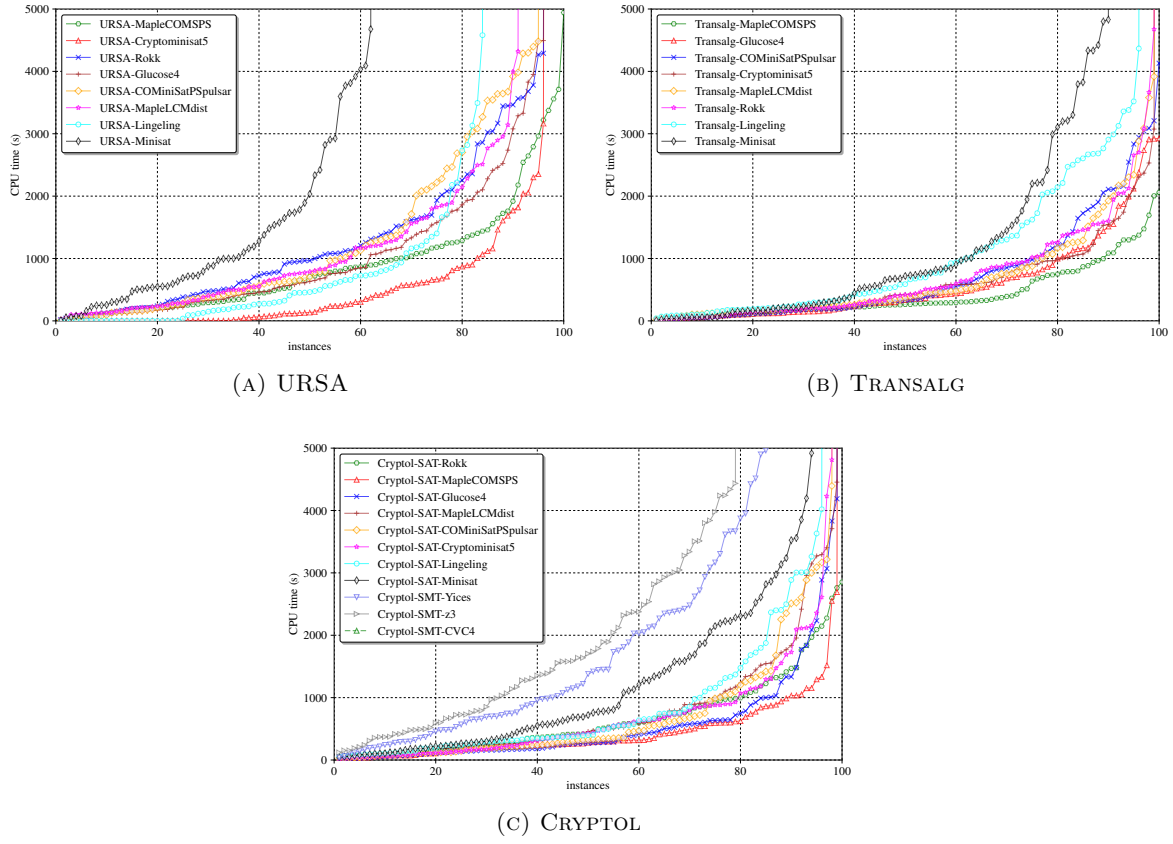 5000
4000
3000
2000
1000
0
CPU time (s)
URSA-MapleCOMSPS
URSA-Cryptominisat5
URSA-Rokk
URSA-Glucose4
URSA-COMiniSatPSpulsar
URSA-MapleLCMdist
URSA-Lingeling
URSA-Minisat
0 20 40 60 80 100
instances
(A) URSA
5000
4000
3000
2000
1000
0
CPU time (s)
Transalg-MapleCOMSPS
Transalg-Glucose4
Transalg-COMiniSatPSpulsar
Transalg-Cryptominisat5
Transalg-MapleLCMdist
Transalg-Rokk
Transalg-Lingeling
Transalg-Minisat
0 20 40 60 80 100
instances
(B) TRANSALG
5000
4000
3000
2000
1000
0
CPU time (s)
Cryptol-SAT-Rokk
Cryptol-SAT-MapleCOMSPS
Cryptol-SAT-Glucose4
Cryptol-SAT-MapleLCMdist
Cryptol-SAT-COMiniSatPSpulsar
Cryptol-SAT-Cryptominisat5
Cryptol-SAT-Lingeling
Cryptol-SAT-Minisat
Cryptol-SMT-Yices
Cryptol-SMT-z3
Cryptol-SMT-CVC4
0 20 40 60 80 100
instances
(C) CRYPTOL